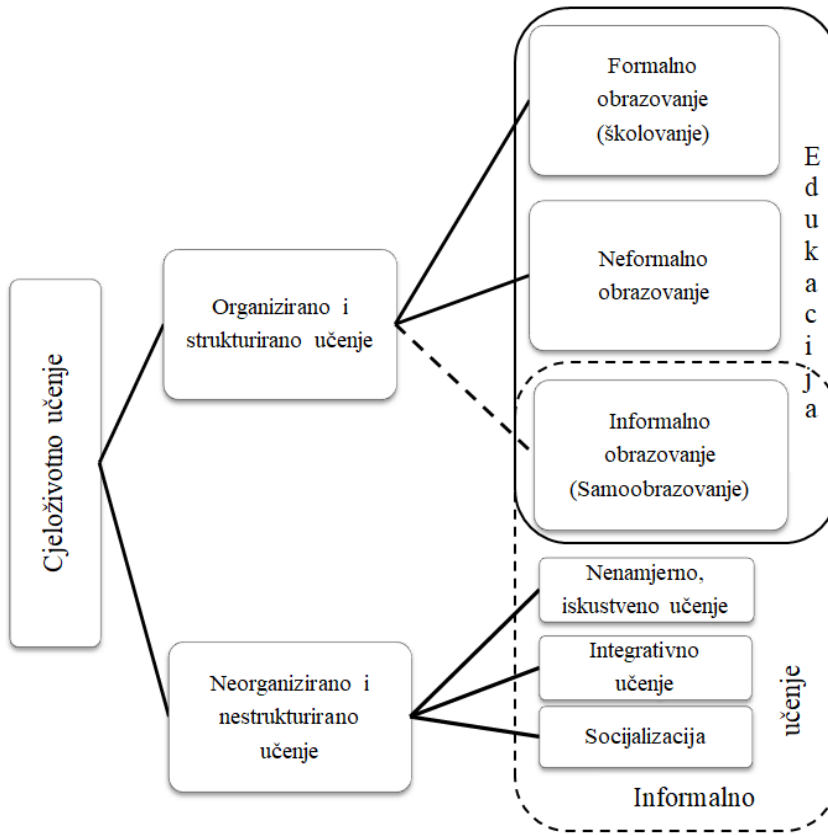 Cjeloživotno učenje
Organizirano i
strukturirano učenje
Neorganizirano i
nestrukturirano
učenje
Formalno
obrazovanje
(školovanje)
Neformalno
obrazovanje
Informalno
obrazovanje
(Samoobrazovanje)
Edukacija
Nenamjerno,
iskustveno učenje
Integrativno
učenje
Socijalizacija
Informalno
učenje